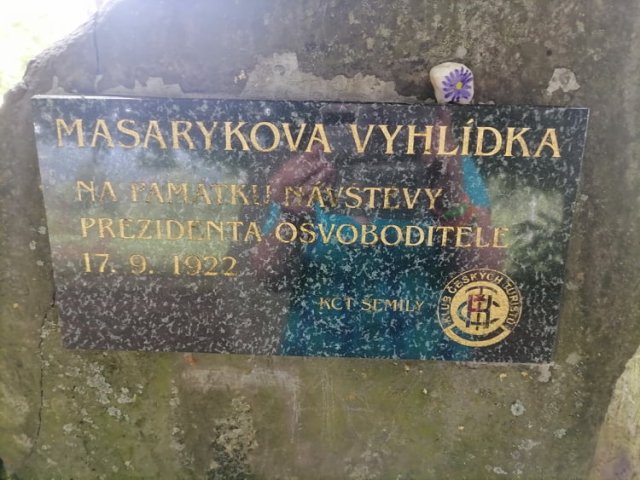 MASARYKOVA VYHLÍDKA
NA PAMÁTKU NÁVŠTĚVY
PREZIDENTA OSVOBODITELE
17. 9. 1922
KČT SEMILY
KLUB ČESKÝCH TURISTŮ